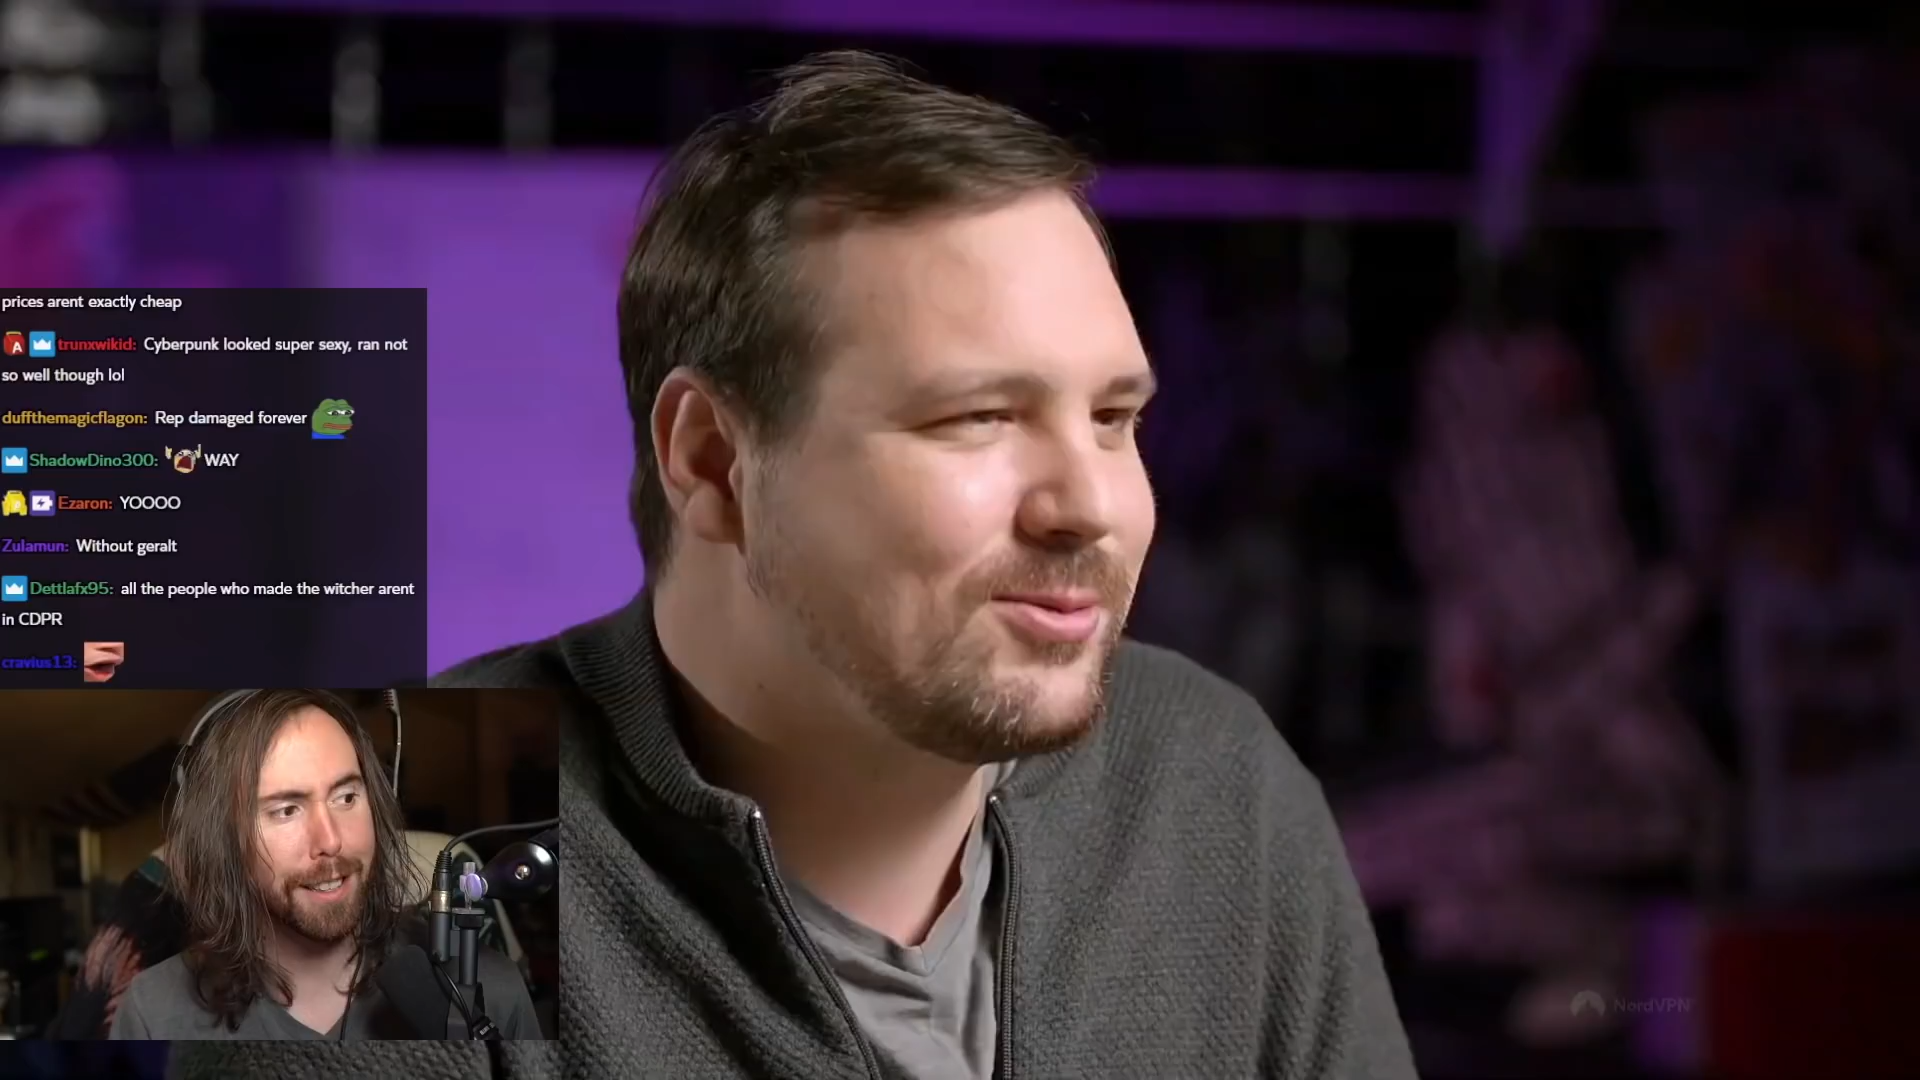 prices arent exactly cheap
trunxwikid: Cyberpunk looked super sexy, ran not
so well though lol
duffthemagicflagon: Rep damaged forever
ShadowDino300: WAY
Ezaron: YOOOO
Zulamun: Without geralt
Dettlafx95: all the people who made the witcher arent
in CDPR
cravius13:
NordVPN